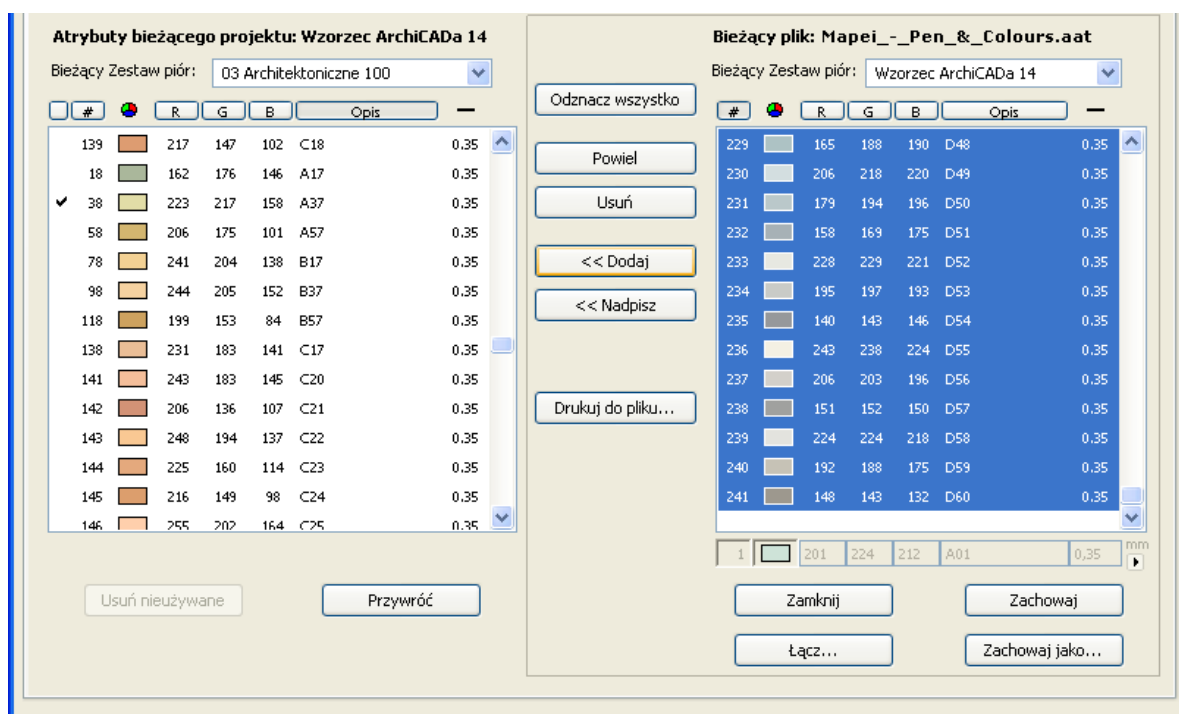 Atrybuty bieżącego projektu: Wzorzec ArchiCADa 14
Bieżący Zestaw piór: 03 Architektoniczne 100
# R G B Opis
139 217 147 102 C18 0.35
18 162 176 146 A17 0.35
38 223 217 158 A37 0.35
58 206 175 101 A57 0.35
78 241 204 138 B17 0.35
98 244 205 152 B37 0.35
118 199 153 84 B57 0.35
138 231 183 141 C17 0.35
141 243 183 145 C20 0.35
142 206 136 107 C21 0.35
143 248 194 137 C22 0.35
144 225 160 114 C23 0.35
145 216 149 98 C24 0.35
146 255 202 164 C25 0.35
Usuń nieużywane
Przywróć
Odznacz wszystko
Powiel
Usuń
<< Dodaj
<< Nadpisz
Drukuj do pliku...
Bieżący plik: Mapei_-_Pen_&_Colours.aat
Bieżący Zestaw piór: Wzorzec ArchiCADa 14
# R G B Opis
229 165 188 190 D48 0.35
230 206 218 220 D49 0.35
231 179 194 196 D50 0.35
232 158 169 175 D51 0.35
233 228 229 221 D52 0.35
234 195 197 193 D53 0.35
235 140 143 146 D54 0.35
236 243 238 224 D55 0.35
237 206 203 196 D56 0.35
238 151 152 150 D57 0.35
239 224 224 218 D58 0.35
240 192 188 175 D59 0.35
241 148 143 132 D60 0.35
1 201 224 212 A01 0,35 mm
Zamknij
Zachowaj
Łącz...
Zachowaj jako...